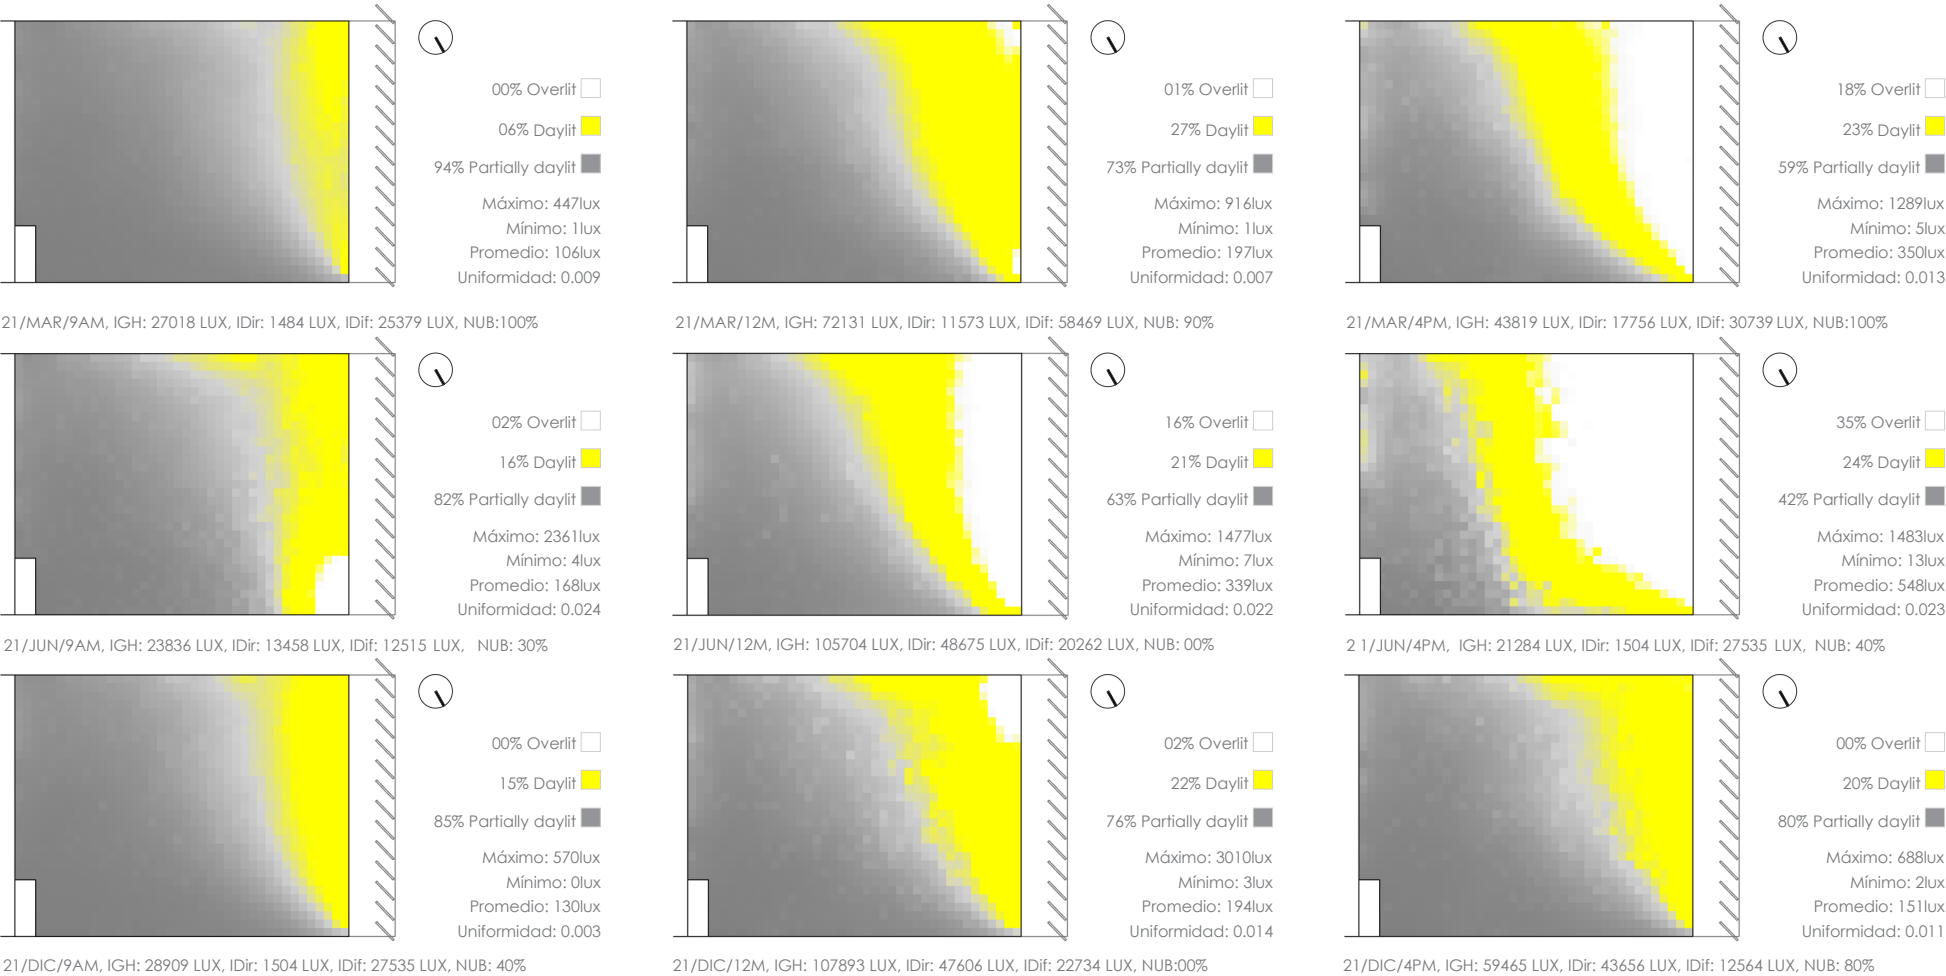 00% Overlit
06% Daylit
94% Partially daylit
Máximo: 447lux
Mínimo: 1lux
Promedio: 106lux
Uniformidad: 0.009
21/MAR/9AM, IGH: 27018 LUX, IDir: 1484 LUX, IDif: 25379 LUX, NUB:100%
01% Overlit
27% Daylit
73% Partially daylit
Máximo: 916lux
Mínimo: 1lux
Promedio: 197lux
Uniformidad: 0.007
21/MAR/12M, IGH: 72131 LUX, IDir: 11573 LUX, IDif: 58469 LUX, NUB: 90%
18% Overlit
23% Daylit
59% Partially daylit
Máximo: 1289lux
Mínimo: 5lux
Promedio: 350lux
Uniformidad: 0.013
21/MAR/4PM, IGH: 43819 LUX, IDir: 17756 LUX, IDif: 30739 LUX, NUB:100%
02% Overlit
16% Daylit
82% Partially daylit
Máximo: 2361lux
Mínimo: 4lux
Promedio: 168lux
Uniformidad: 0.024
21/JUN/9AM, IGH: 23836 LUX, IDir: 13458 LUX, IDif: 12515 LUX, NUB: 30%
16% Overlit
21% Daylit
63% Partially daylit
Máximo: 1477lux
Mínimo: 7lux
Promedio: 339lux
Uniformidad: 0.022
21/JUN/12M, IGH: 105704 LUX, IDir: 48675 LUX, IDif: 20262 LUX, NUB: 00%
35% Overlit
24% Daylit
42% Partially daylit
Máximo: 1483lux
Mínimo: 13lux
Promedio: 548lux
Uniformidad: 0.023
2 1/JUN/4PM, IGH: 21284 LUX, IDir: 1504 LUX, IDif: 27535 LUX, NUB: 40%
00% Overlit
15% Daylit
85% Partially daylit
Máximo: 570lux
Mínimo: 0lux
Promedio: 130lux
Uniformidad: 0.003
21/DIC/9AM, IGH: 28909 LUX, IDir: 1504 LUX, IDif: 27535 LUX, NUB: 40%
02% Overlit
22% Daylit
76% Partially daylit
Máximo: 3010lux
Mínimo: 3lux
Promedio: 194lux
Uniformidad: 0.014
21/DIC/12M, IGH: 107893 LUX, IDir: 47606 LUX, IDif: 22734 LUX, NUB:00%
00% Overlit
20% Daylit
80% Partially daylit
Máximo: 688lux
Mínimo: 2lux
Promedio: 151lux
Uniformidad: 0.011
21/DIC/4PM, IGH: 59465 LUX, IDir: 43656 LUX, IDif: 12564 LUX, NUB: 80%